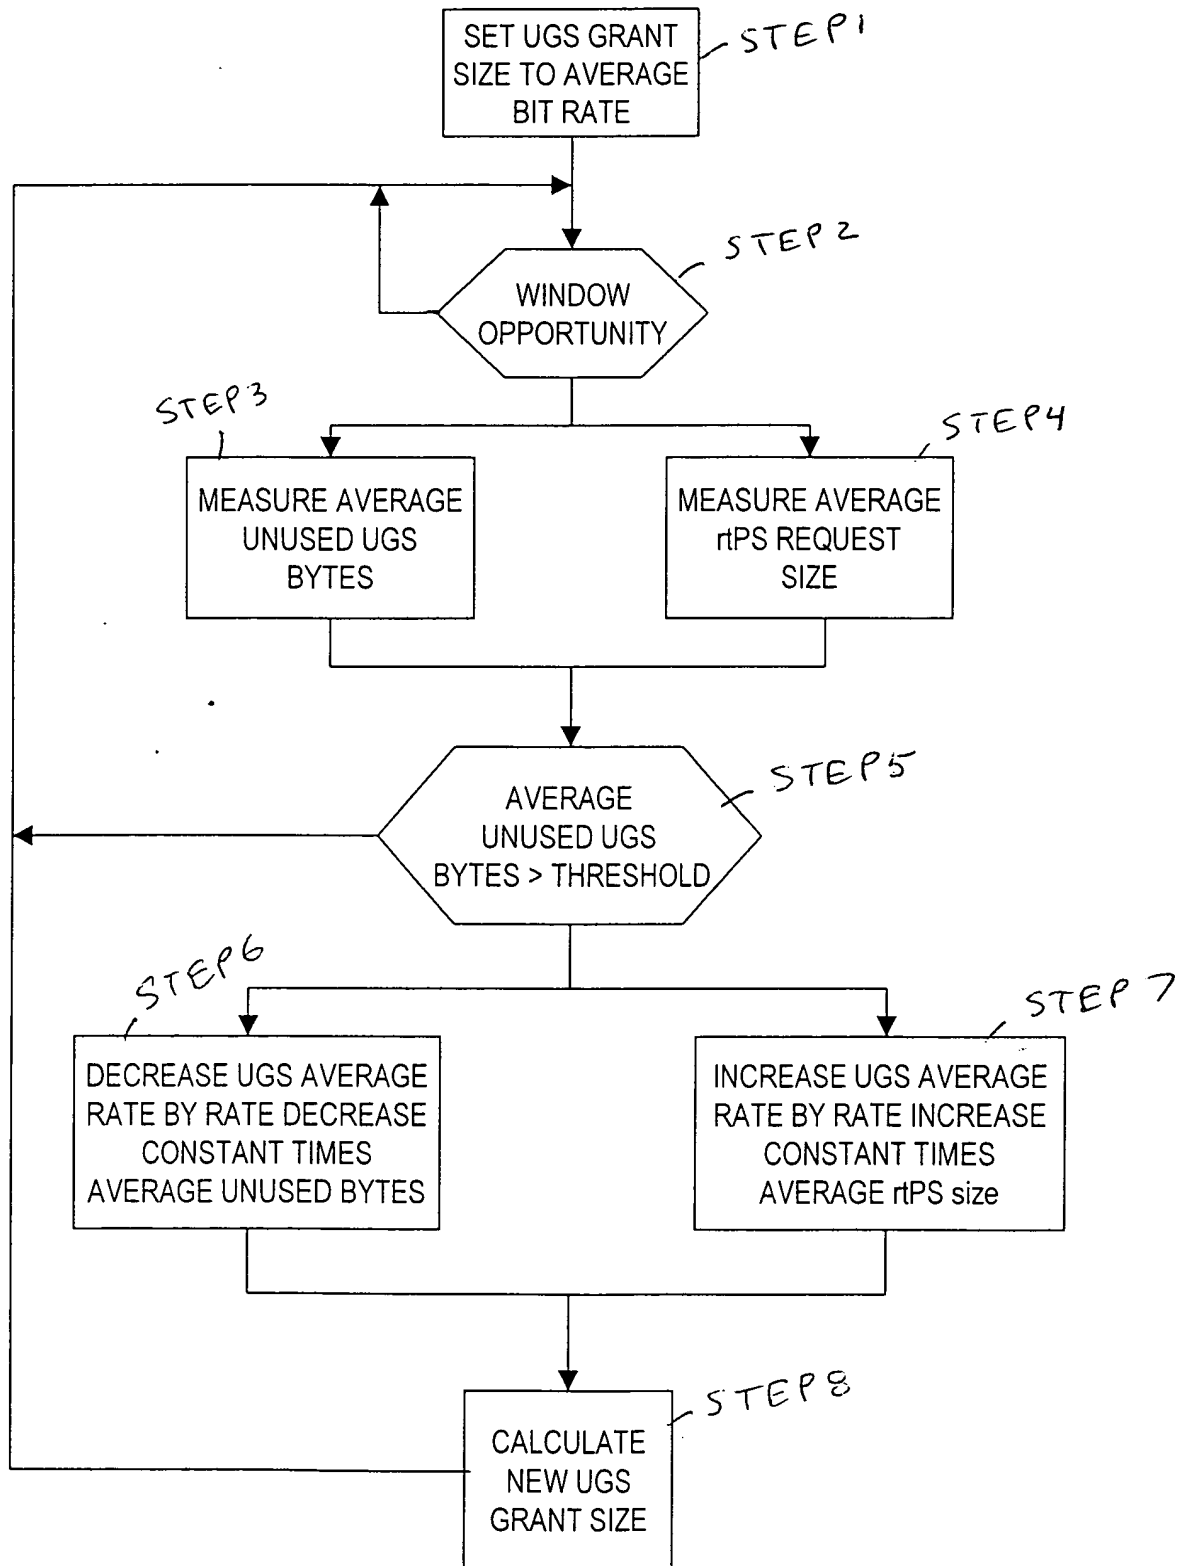 SET UGS GRANT
SIZE TO AVERAGE
BIT RATE
STEP1
WINDOW
OPPORTUNITY
STEP2
STEP3
MEASURE AVERAGE
UNUSED UGS
BYTES
STEP4
MEASURE AVERAGE
rtPS REQUEST
SIZE
AVERAGE
UNUSED UGS
BYTES > THRESHOLD
STEP5
STEP6
DECREASE UGS AVERAGE
RATE BY RATE DECREASE
CONSTANT TIMES
AVERAGE UNUSED BYTES
STEP 7
INCREASE UGS AVERAGE
RATE BY RATE INCREASE
CONSTANT TIMES
AVERAGE rtPS size
STEP8
CALCULATE
NEW UGS
GRANT SIZE